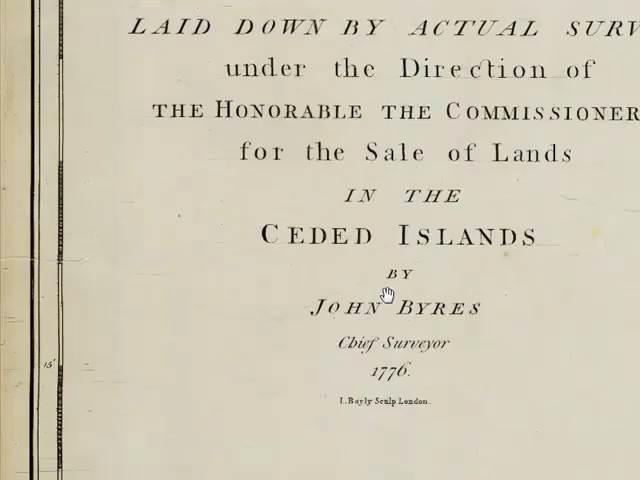 LAID DOWN BY ACTUAL SURV
under the Direction of
THE HONORABLE THE COMMISSIONER
for the Sale of Lands
IN THE
CEDED ISLANDS
BY
JOHN BYRES
Chief Surveyor
1776.
15'
I. Bayly Sculp London.